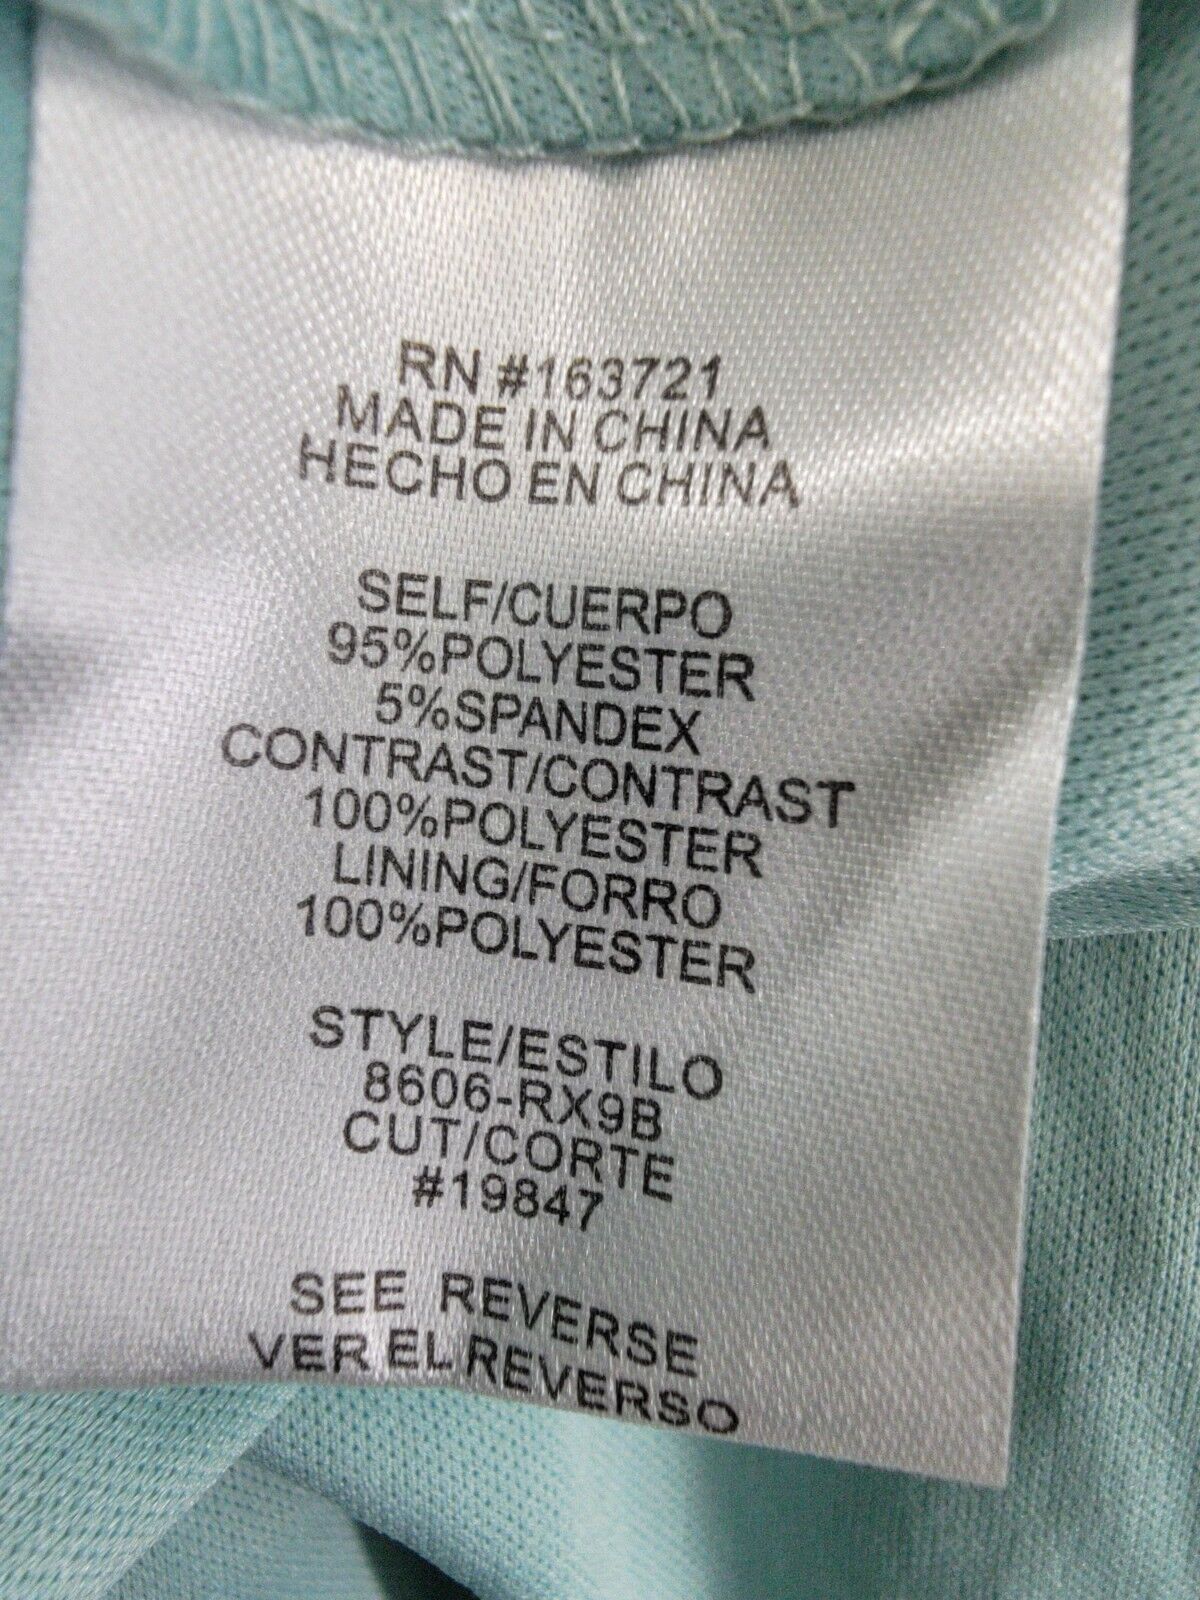 RN #163721
MADE IN CHINA
HECHO EN CHINA
SELF/CUERPO
95%POLYESTER
5%SPANDEX
CONTRAST/CONTRAST
100%POLYESTER
LINING/FORRO
100%POLYESTER
STYLE/ESTILO
8606-RX9B
CUT/CORTE
#19847
SEE REVERSE
VER EL REVERSO